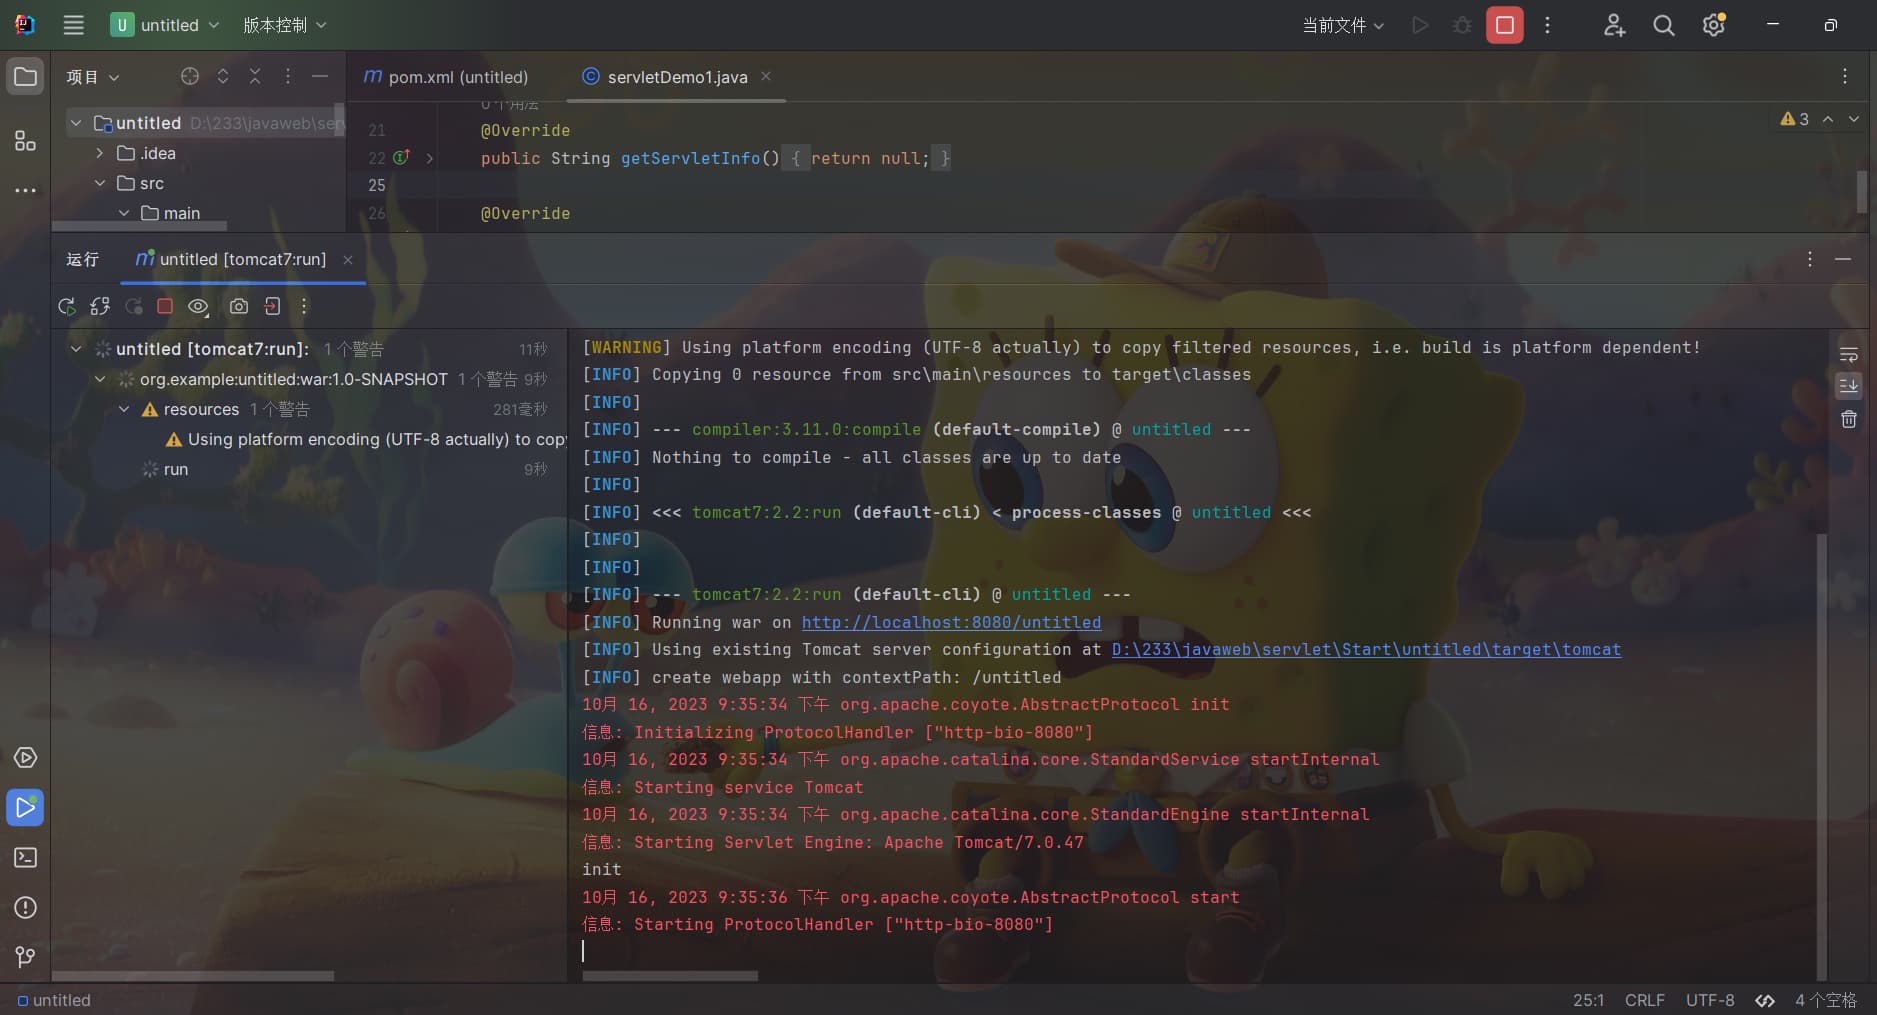 U untitled 版本控制 当前文件
项目
m pom.xml (untitled) servletDemo1.java
untitled D:\233\javaweb\ser
.idea
src
main
0个用法
21 @Override
22 public String getServletInfo() { return null; }
25
26 @Override
3
运行 untitled [tomcat7:run]
untitled [tomcat7:run]: 1 个警告 11秒
org.example:untitled:war:1.0-SNAPSHOT 1 个警告 9秒
resources 1 个警告 281毫秒
Using platform encoding (UTF-8 actually) to cop
run 9秒
[WARNING] Using platform encoding (UTF-8 actually) to copy filtered resources, i.e. build is platform dependent!
[INFO] Copying 0 resource from src\main\resources to target\classes
[INFO]
[INFO] --- compiler:3.11.0:compile (default-compile) @ untitled ---
[INFO] Nothing to compile - all classes are up to date
[INFO]
[INFO] <<< tomcat7:2.2:run (default-cli) < process-classes @ untitled <<<
[INFO]
[INFO]
[INFO] --- tomcat7:2.2:run (default-cli) @ untitled ---
[INFO] Running war on http://localhost:8080/untitled
[INFO] Using existing Tomcat server configuration at D:\233\javaweb\servlet\Start\untitled\target\tomcat
[INFO] create webapp with contextPath: /untitled
10月 16, 2023 9:35:34 下午 org.apache.coyote.AbstractProtocol init
信息: Initializing ProtocolHandler ["http-bio-8080"]
10月 16, 2023 9:35:34 下午 org.apache.catalina.core.StandardService startInternal
信息: Starting service Tomcat
10月 16, 2023 9:35:34 下午 org.apache.catalina.core.StandardEngine startInternal
信息: Starting Servlet Engine: Apache Tomcat/7.0.47
init
10月 16, 2023 9:35:36 下午 org.apache.coyote.AbstractProtocol start
信息: Starting ProtocolHandler ["http-bio-8080"]
untitled 25:1 CRLF UTF-8 4 个空格